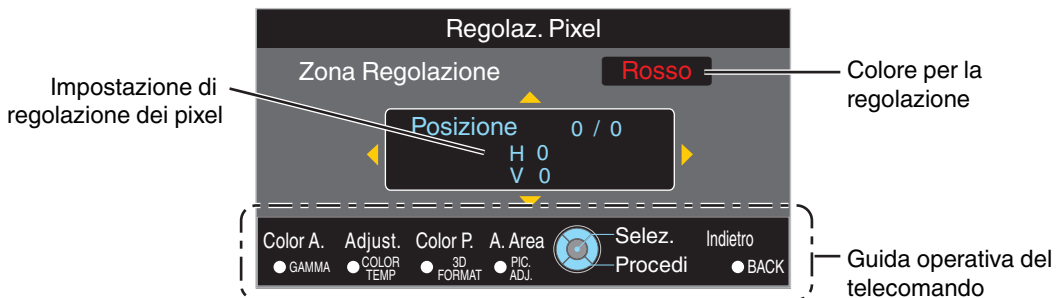 Regolaz. Pixel
Zona Regolazione Rosso
Impostazione di
regolazione dei pixel
Colore per la
regolazione
Posizione 0 / 0
H 0
V 0
Color A. Adjust. Color P. A. Area Selez. Indietro
GAMMA COLOR TEMP 3D FORMAT PIC. ADJ. Procedi BACK
Guida operativa del
telecomando